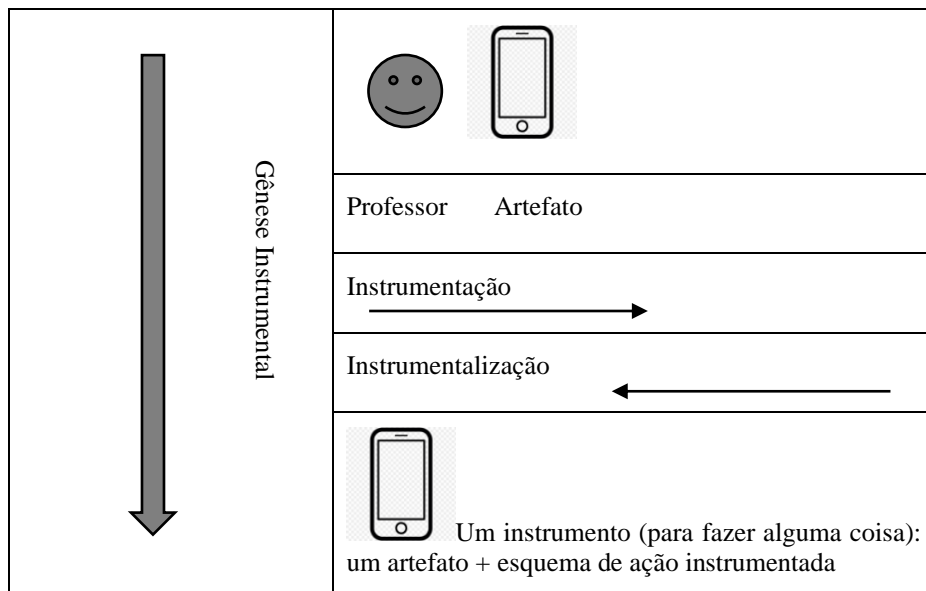 Gênese Instrumental
Professor Artefato
Instrumentação
Instrumentalização
Um instrumento (para fazer alguma coisa):
um artefato + esquema de ação instrumentada